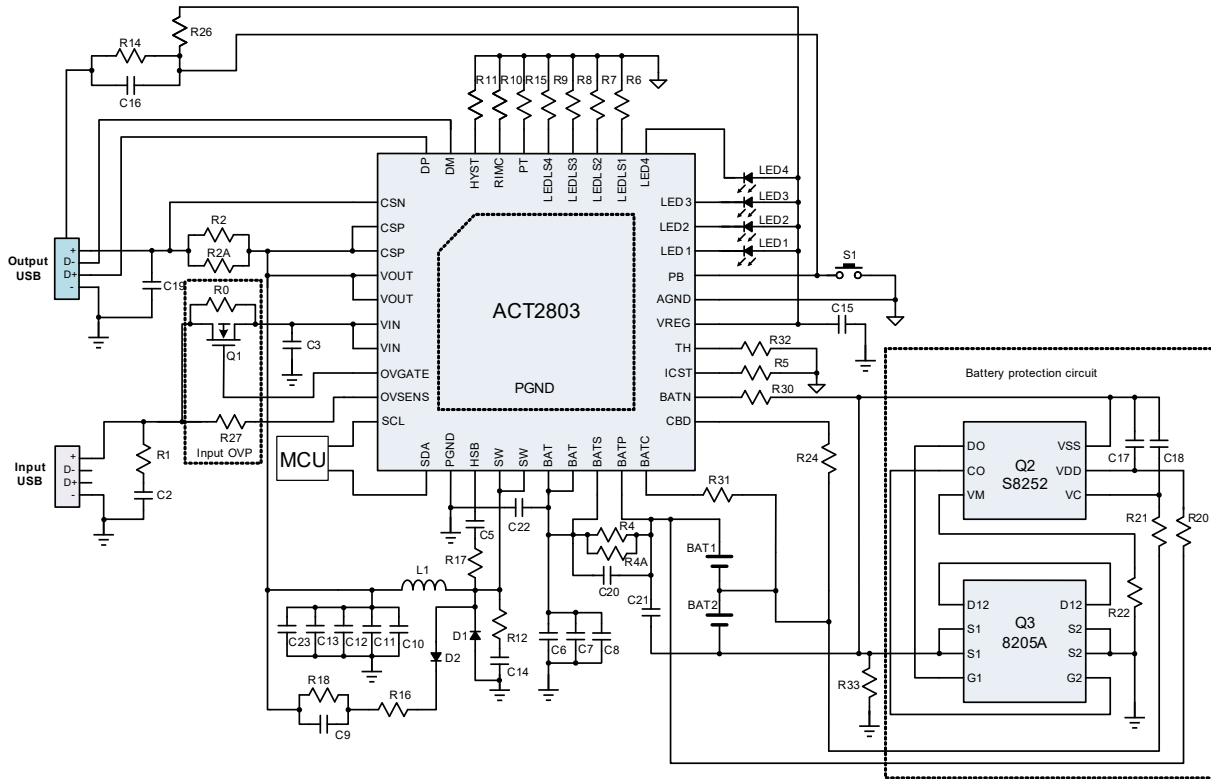 R26
R14
C16
R11
R10
R15
R9
R8
R7
R6
DP
DM
HYST
RIMC
PT
LEDLS4
LEDLS3
LEDLS2
LEDLS1
LED4
LED4
LED3
LED2
LED1
CSN
CSP
CSP
VOUT
VOUT
VIN
VIN
OVGATE
OVSENS
SCL
LED3
LED2
LED1
PB
AGND
VREG
TH
ICST
BATN
CBD
ACT2803
PGND
Output
USB
+
D-
D+
-
R2
R2A
C19
R0
Q1
C3
R27
Input OVP
S1
C15
R32
R5
R30
R24
Input
USB
+
D-
D+
-
R1
C2
MCU
SDA
PGND
HSB
SW
SW
BAT
BAT
BATS
BATP
BATC
C22
C5
R17
L1
R4
R4A
C20
C21
R31
BAT1
BAT2
C23
C13
C12
C11
C10
D1
D2
R12
C14
C6
C7
C8
R18
C9
R16
R33
Battery protection circuit
DO
CO
VM
VSS
VDD
VC
Q2
S8252
C17
C18
R21
R20
R22
D12
S1
S1
G1
D12
S2
S2
G2
Q3
8205A